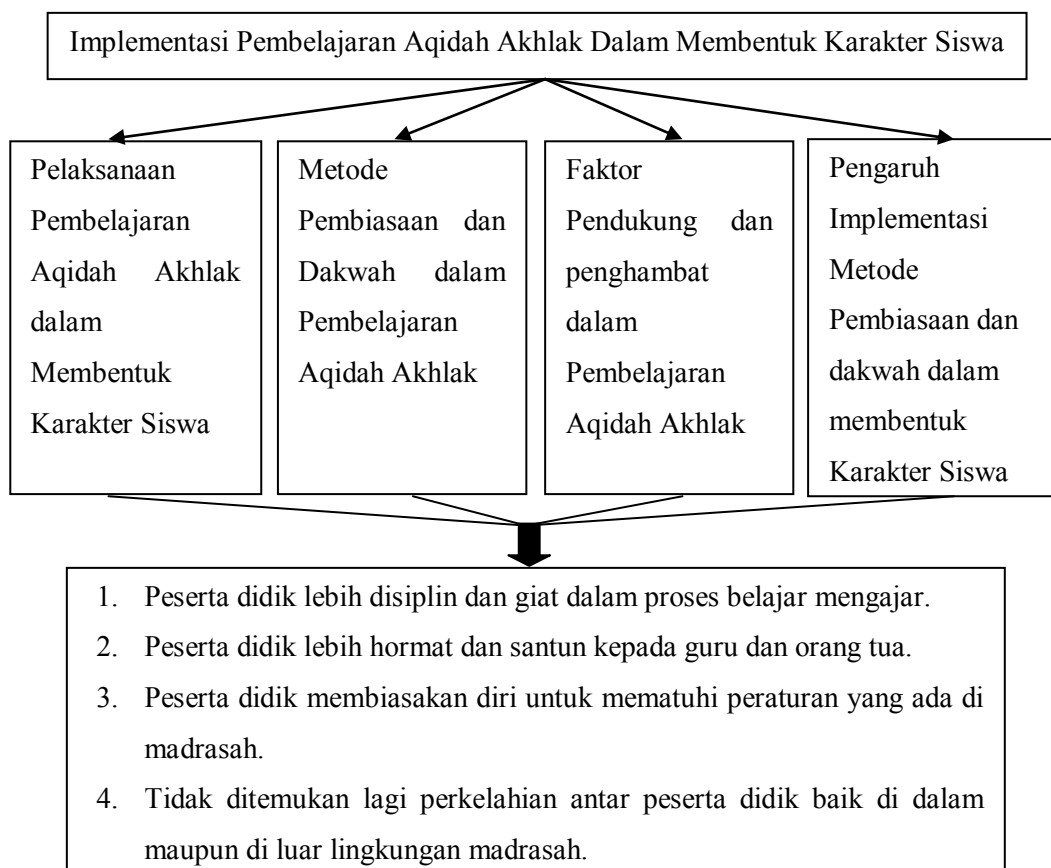 Implementasi Pembelajaran Aqidah Akhlak Dalam Membentuk Karakter Siswa
Pelaksanaan
Pembelajaran
Aqidah Akhlak
dalam
Membentuk
Karakter Siswa
Metode
Pembiasaan dan
Dakwah dalam
Pembelajaran
Aqidah Akhlak
Faktor
Pendukung dan
penghambat
dalam
Pembelajaran
Aqidah Akhlak
Pengaruh
Implementasi
Metode
Pembiasaan dan
dakwah dalam
membentuk
Karakter Siswa
1. Peserta didik lebih disiplin dan giat dalam proses belajar mengajar.
2. Peserta didik lebih hormat dan santun kepada guru dan orang tua.
3. Peserta didik membiasakan diri untuk mematuhi peraturan yang ada di
madrasah.
4. Tidak ditemukan lagi perkelahian antar peserta didik baik di dalam
maupun di luar lingkungan madrasah.